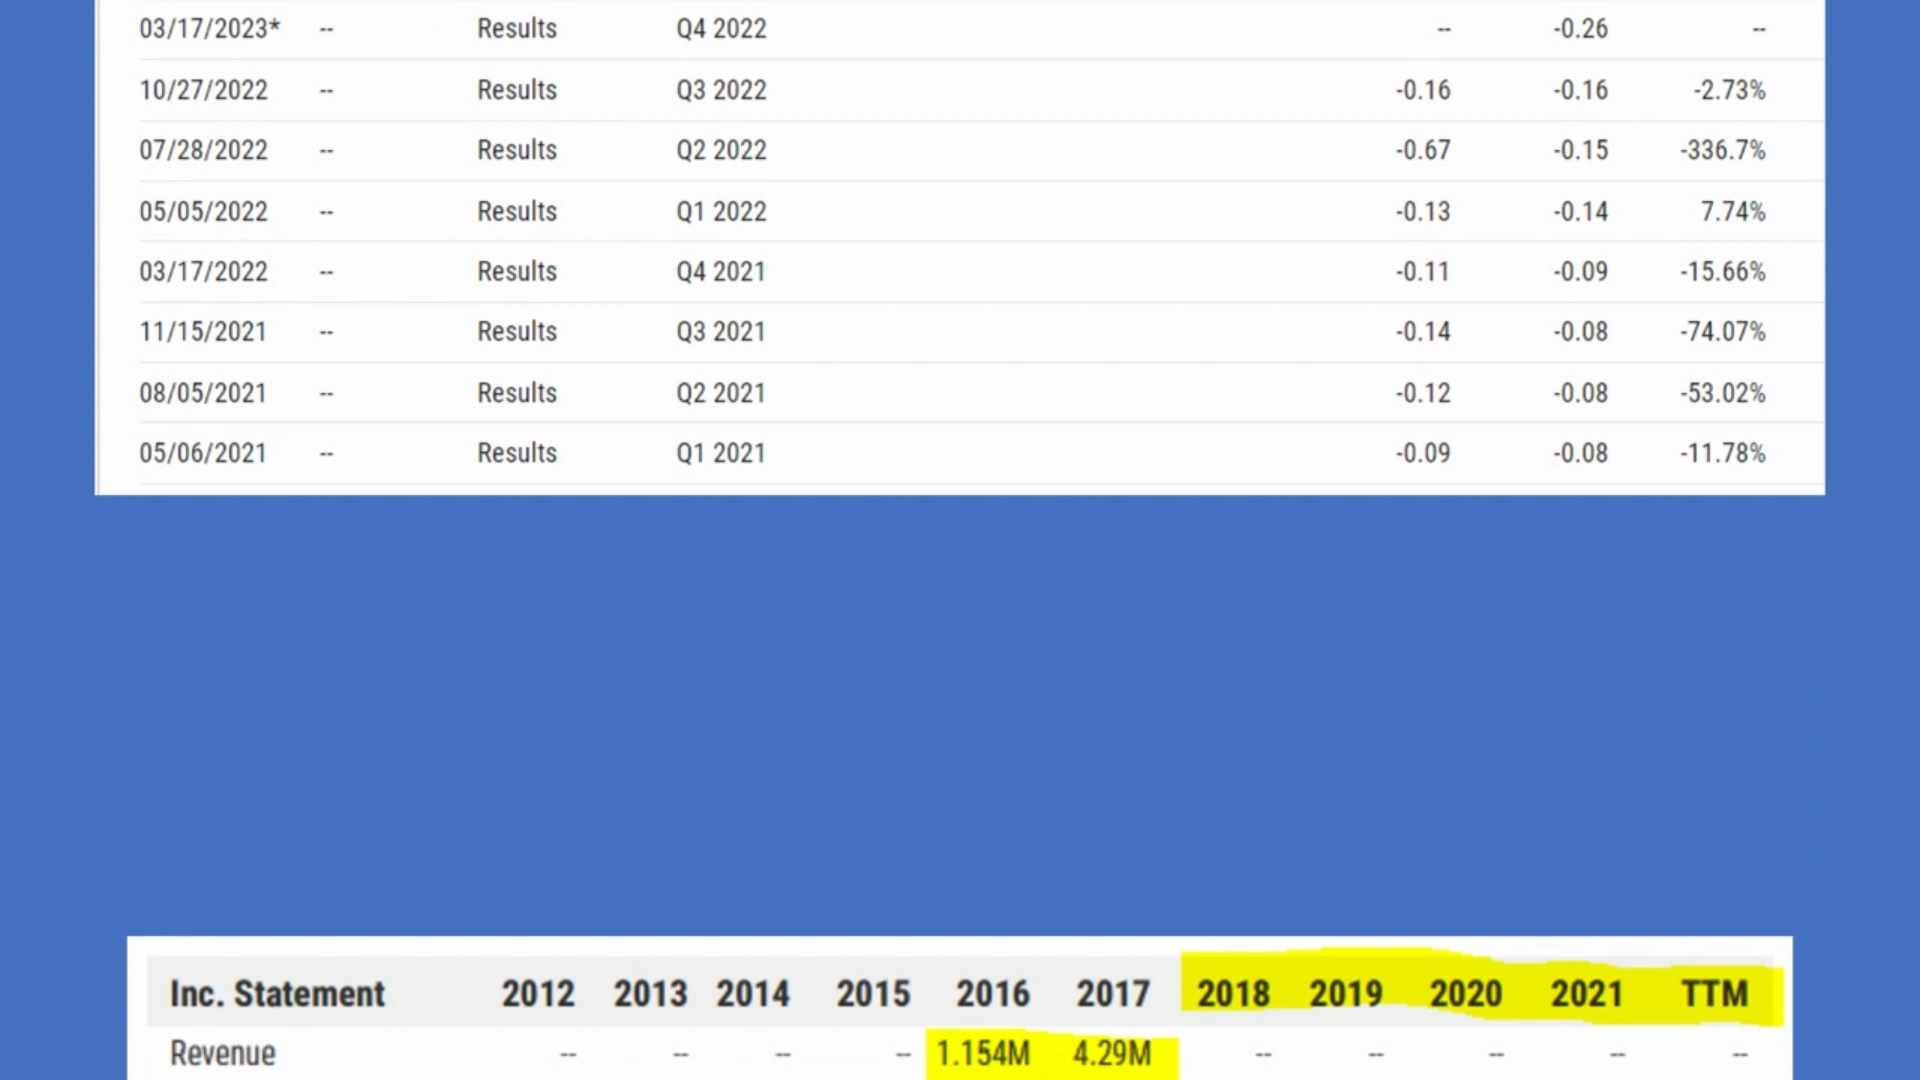 03/17/2023* -- Results Q4 2022 -- -0.26 --
10/27/2022 -- Results Q3 2022 -0.16 -0.16 -2.73%
07/28/2022 -- Results Q2 2022 -0.67 -0.15 -336.7%
05/05/2022 -- Results Q1 2022 -0.13 -0.14 7.74%
03/17/2022 -- Results Q4 2021 -0.11 -0.09 -15.66%
11/15/2021 -- Results Q3 2021 -0.14 -0.08 -74.07%
08/05/2021 -- Results Q2 2021 -0.12 -0.08 -53.02%
05/06/2021 -- Results Q1 2021 -0.09 -0.08 -11.78%
Inc. Statement 2012 2013 2014 2015 2016 2017 2018 2019 2020 2021 TTM
Revenue -- -- -- -- 1.154M 4.29M -- -- -- -- --